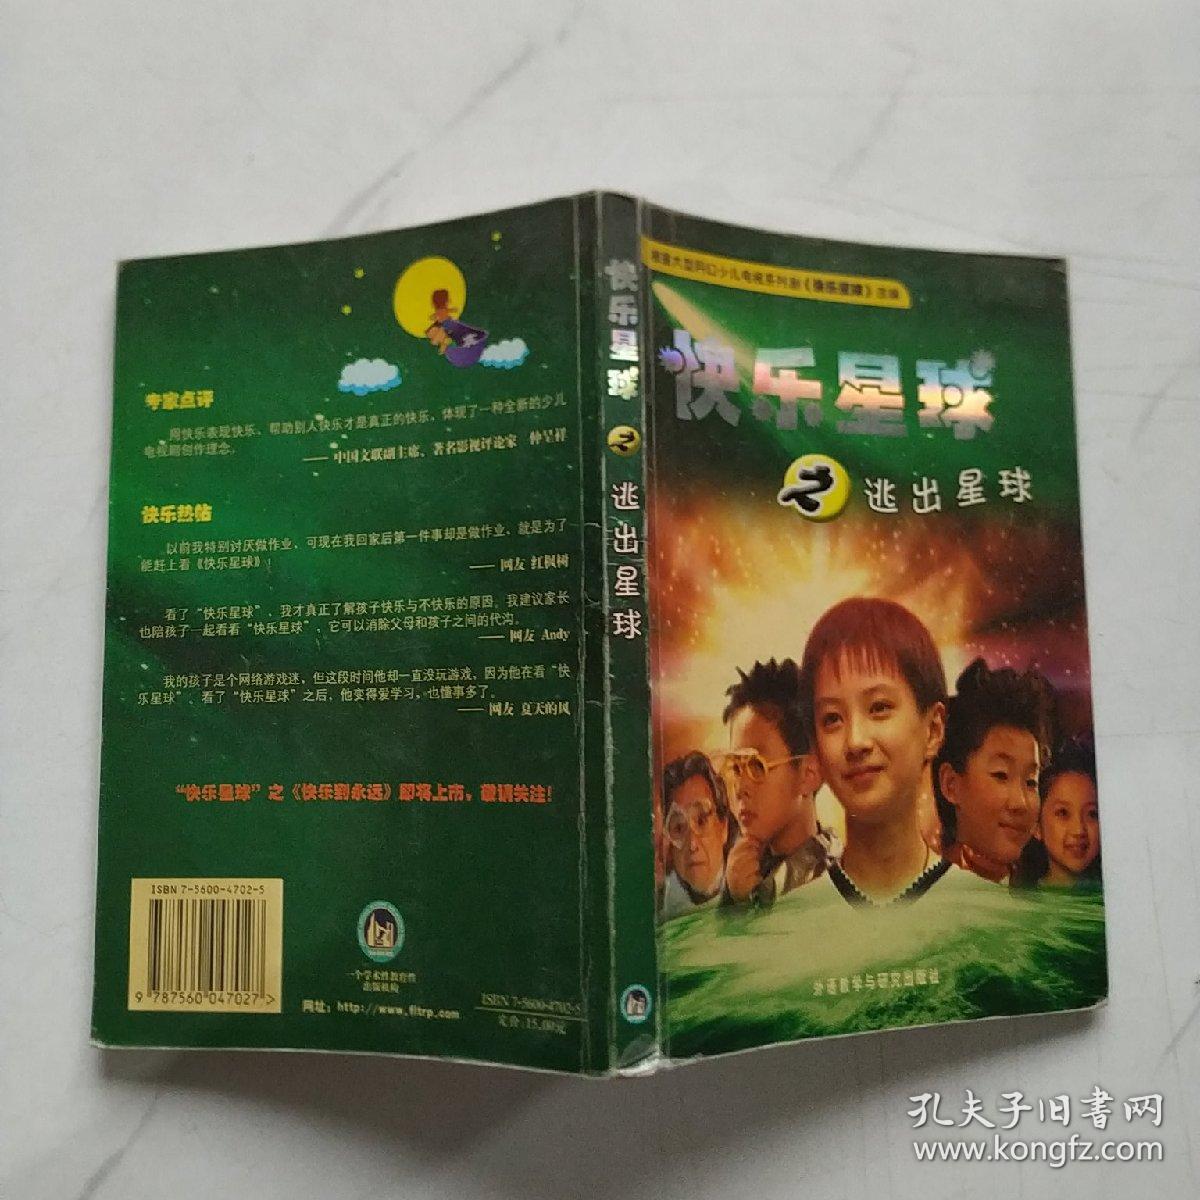 专家点评
用快乐表现快乐、帮助别人快乐才是真正的快乐，体现了一种全新的少儿
电视剧创作理念。
—— 中国文联副主席、著名影视评论家 仲呈祥
快乐热帖
以前我特别讨厌做作业，可现在我回家后第一件事却是做作业，就是为了
能赶上看《快乐星球》！
—— 网友 红枫树
看了“快乐星球”，我才真正了解孩子快乐与不快乐的原因。我建议家长
也陪孩子一起看看“快乐星球”，它可以消除父母和孩子之间的代沟。
—— 网友 Andy
我的孩子是个网络游戏迷，但这段时间他却一直没玩游戏，因为他在看“快
乐星球”，看了“快乐星球”之后，他变得爱学习，也懂事多了。
—— 网友 夏天的风
“快乐星球”之《快乐到永远》即将上市，敬请关注！
ISBN 7-5600-4702-5
9 787560 047027 >
一个学术性教育性
出版机构
网址：http://www.fltrp.com
ISBN 7-5600-4702-5
定价：15.00元
快乐星球之逃出星球
根据大型科幻少儿电视系列剧《快乐星球》改编
快乐星球
之逃出星球
外语教学与研究出版社
孔夫子旧书网
www.kongfz.com